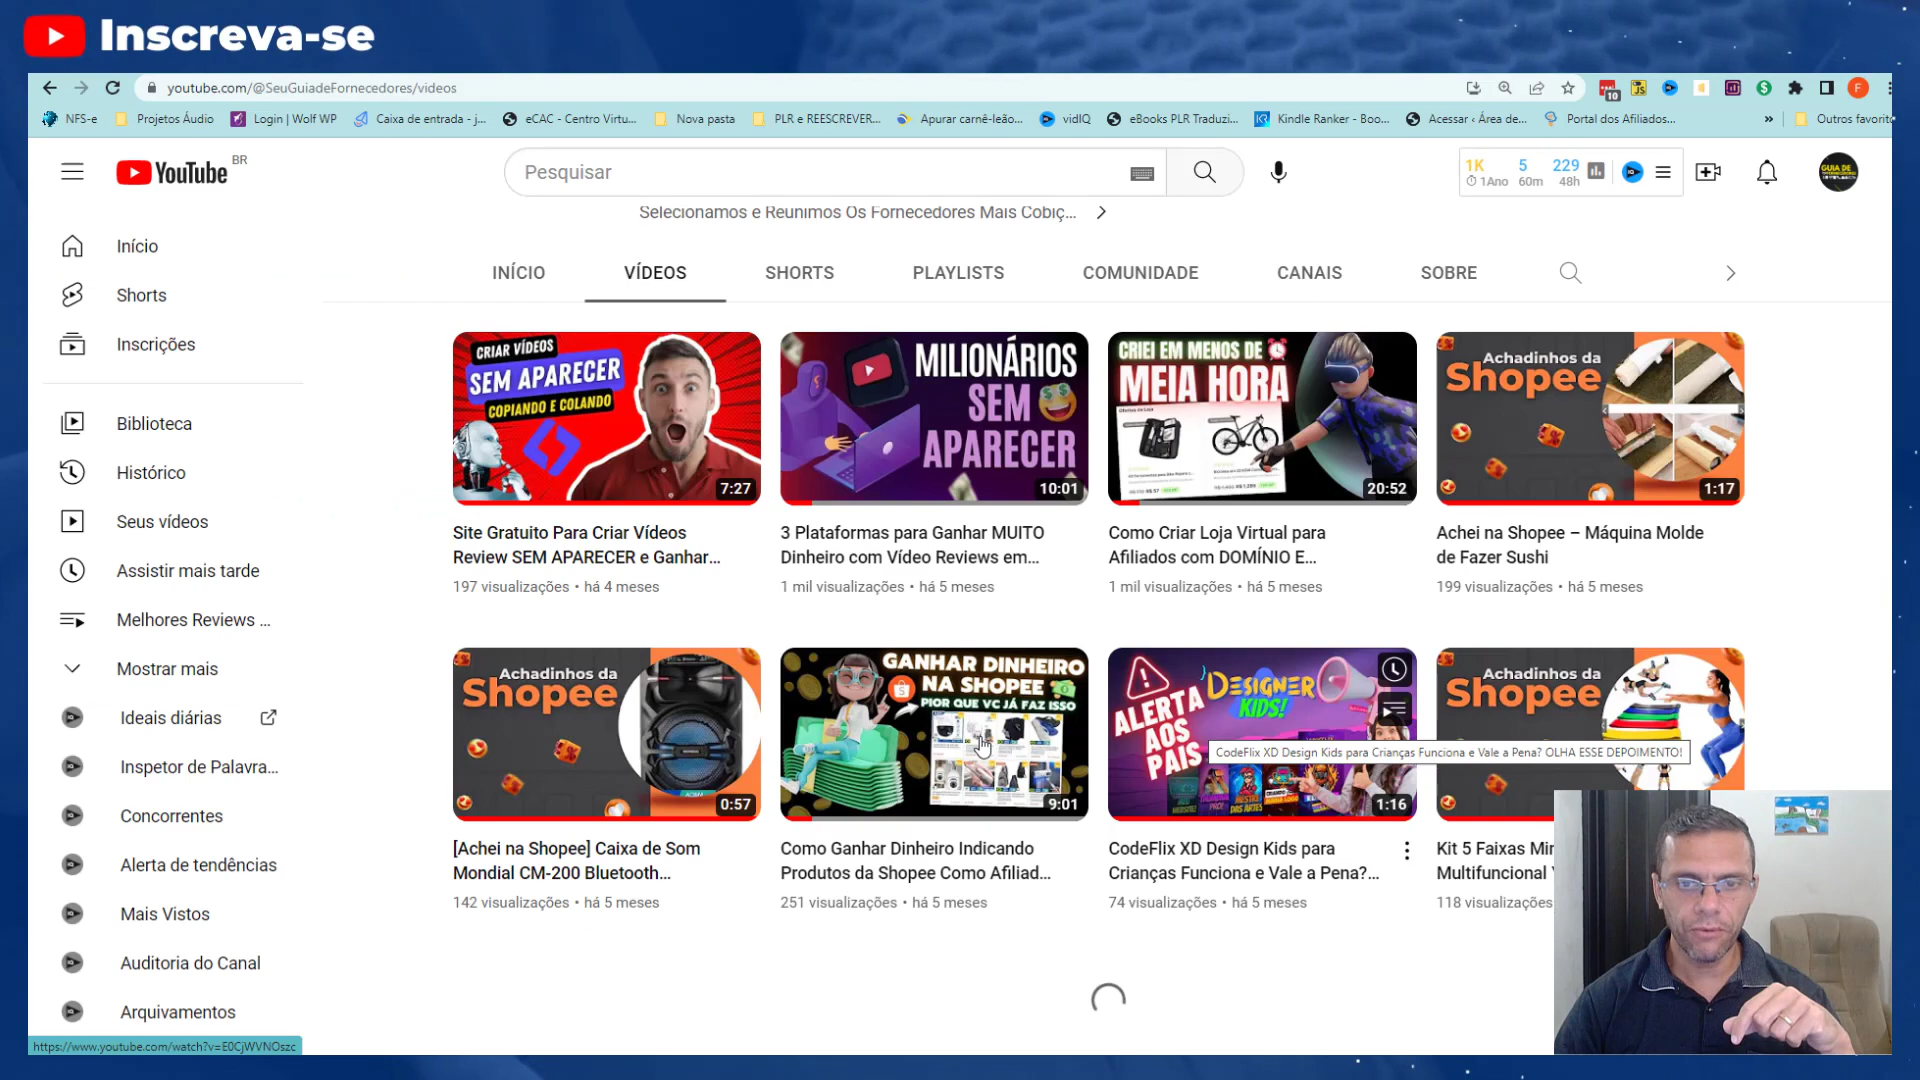 Inscreva-se
youtube.com/@SeuGuiadeFornecedores/videos
10
JS
F
NFS-e
Projetos Áudio
Login | Wolf WP
Caixa de entrada - j...
eCAC - Centro Virtu...
Nova pasta
PLR e REESCREVER...
Apurar carnê-leão...
vidIQ
eBooks PLR Traduzi...
Kindle Ranker - Boo...
Acessar ‹ Área de...
Portal dos Afiliados...
»
Outros favorito
YouTube BR
Pesquisar
1K 5 229
1Ano 60m 48h
Selecionamos e Reunimos Os Fornecedores Mais Cobiç...
INÍCIO
VÍDEOS
SHORTS
PLAYLISTS
COMUNIDADE
CANAIS
SOBRE
Início
Shorts
Inscrições
Biblioteca
Histórico
Seus vídeos
Assistir mais tarde
Melhores Reviews ...
Mostrar mais
Ideais diárias
Inspetor de Palavra...
Concorrentes
Alerta de tendências
Mais Vistos
Auditoria do Canal
Arquivamentos
CRIAR VÍDEOS
SEM APARECER
COPIANDO E COLANDO
7:27
Site Gratuito Para Criar Vídeos
Review SEM APARECER e Ganhar...
197 visualizações • há 4 meses
MILIONÁRIOS
SEM
APARECER
10:01
3 Plataformas para Ganhar MUITO
Dinheiro com Vídeo Reviews em...
1 mil visualizações • há 5 meses
CRIEI EM MENOS DE
MEIA HORA
20:52
Como Criar Loja Virtual para
Afiliados com DOMÍNIO E...
1 mil visualizações • há 5 meses
Achadinhos da
Shopee
1:17
Achei na Shopee – Máquina Molde
de Fazer Sushi
199 visualizações • há 5 meses
Achadinhos da
Shopee
0:57
[Achei na Shopee] Caixa de Som
Mondial CM-200 Bluetooth...
142 visualizações • há 5 meses
GANHAR DINHEIRO
NA SHOPEE
PIOR QUE VC JÁ FAZ ISSO
9:01
Como Ganhar Dinheiro Indicando
Produtos da Shopee Como Afiliad...
251 visualizações • há 5 meses
ALERTA
AOS
PAIS
DESIGNER
KIDS!
CodeFlix XD Design Kids para Crianças Funciona e Vale a Pena? OLHA ESSE DEPOIMENTO!
1:16
CodeFlix XD Design Kids para
Crianças Funciona e Vale a Pena?...
74 visualizações • há 5 meses
Achadinhos da
Shopee
Kit 5 Faixas Min
Multifuncional
118 visualizações
https://www.youtube.com/watch?v=E0CjWVNOszc